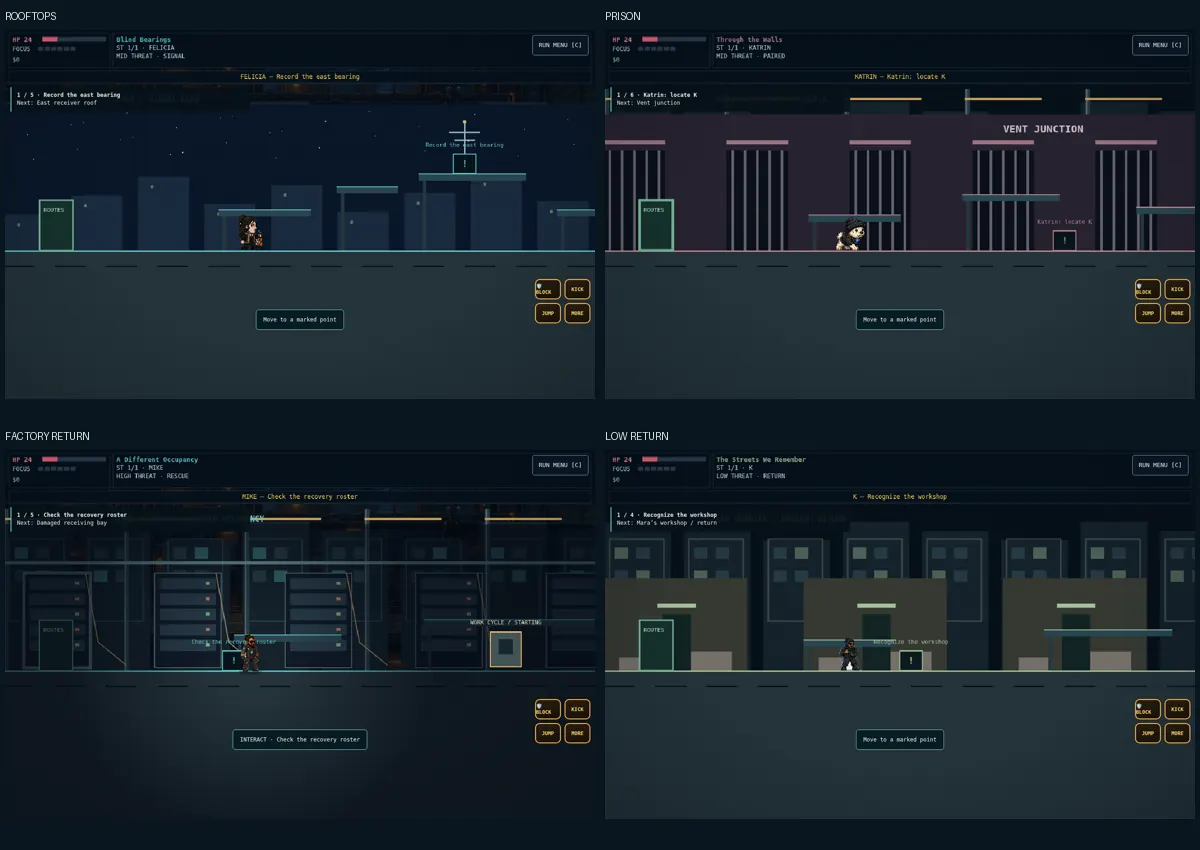 ROOFTOPS
HP 24
FOCUS
$0
Blind Bearings
ST 1/1 · FELICIA
MID THREAT · SIGNAL
RUN MENU [C]
FELICIA — Record the east bearing
1 / 5 · Record the east bearing
Next: East receiver roof
Record the east bearing
!
ROUTES
BLOCK
KICK
JUMP
MORE
Move to a marked point
PRISON
HP 24
FOCUS
$0
Through the Walls
ST 1/1 · KATRIN
MID THREAT · PAIRED
RUN MENU [C]
KATRIN — Katrin: locate K
1 / 6 · Katrin: locate K
Next: Vent junction
VENT JUNCTION
ROUTES
Katrin: locate K
!
BLOCK
KICK
JUMP
MORE
Move to a marked point
FACTORY RETURN
HP 24
FOCUS
$0
A Different Occupancy
ST 1/1 · MIKE
HIGH THREAT · RESCUE
RUN MENU [C]
MIKE — Check the recovery roster
1 / 5 · Check the recovery roster
Next: Damaged receiving bay
WORK CYCLE / STARTING
ROUTES
Check the recovery roster
!
BLOCK
KICK
JUMP
MORE
INTERACT · Check the recovery roster
LOW RETURN
HP 24
FOCUS
$0
The Streets We Remember
ST 1/1 · K
LOW THREAT · RETURN
RUN MENU [C]
K — Recognize the workshop
1 / 4 · Recognize the workshop
Next: Mara's workshop / return
ROUTES
Recognize the workshop
!
BLOCK
KICK
JUMP
MORE
Move to a marked point